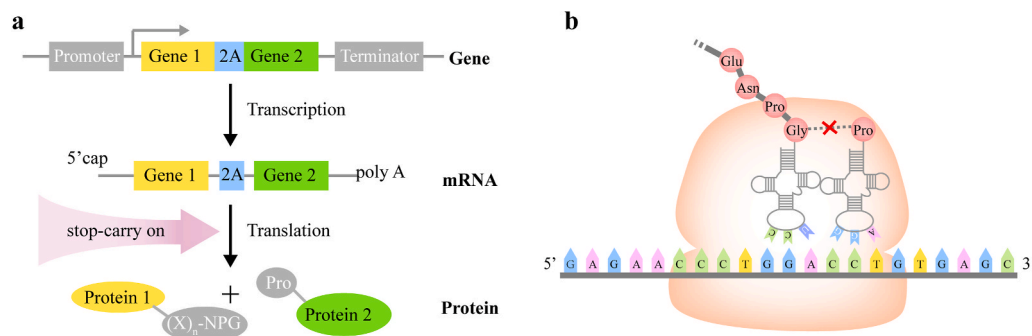 a
Promoter Gene 1 2A Gene 2 Terminator Gene
Transcription
5’cap Gene 1 2A Gene 2 poly A mRNA
stop-carry on Translation
Protein 1 (X)n-NPG + Pro Protein 2 Protein
b
Glu
Asn
Pro
Gly Pro
C C
A
5’ G A G A A C C C T G G A C C T G T G A G C 3